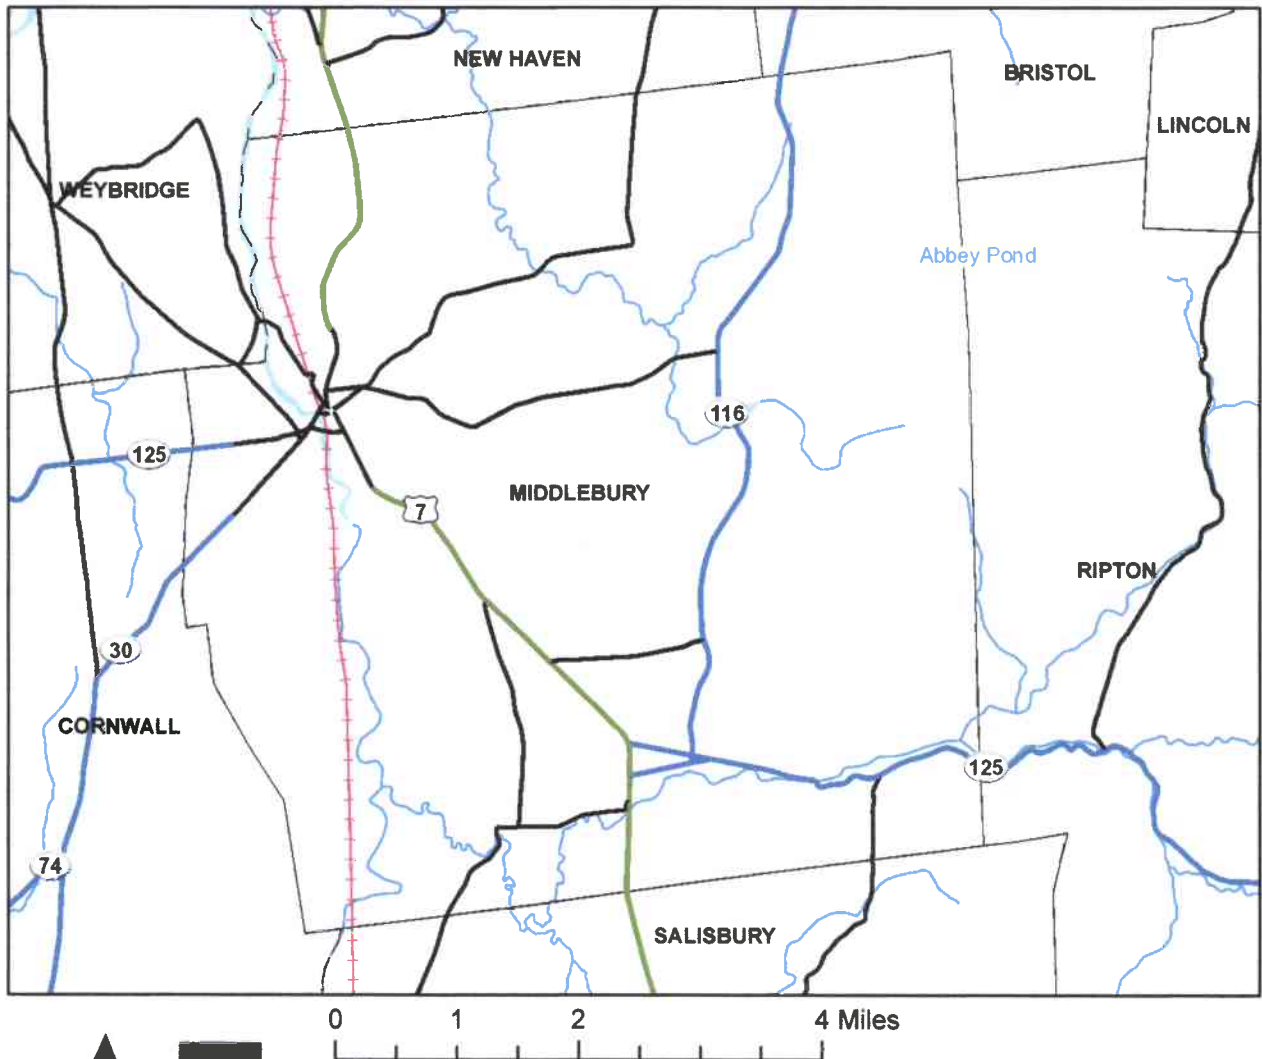 NEW HAVEN
BRISTOL
LINCOLN
WEYBRIDGE
Abbey Pond
116
125
MIDDLEBURY
7
RIPTON
30
CORNWALL
125
74
SALISBURY
0 1 2 4 Miles